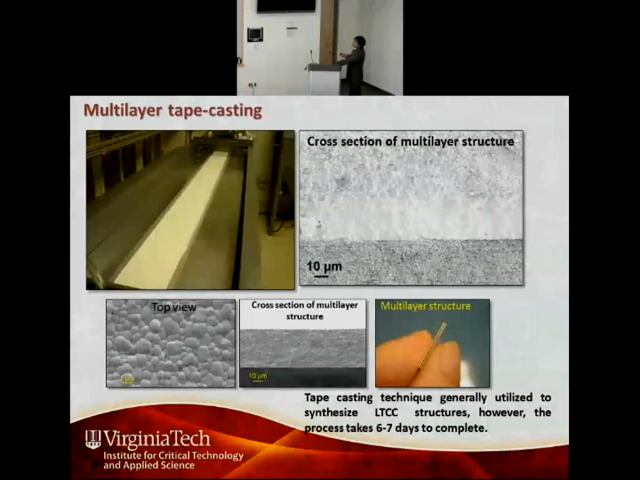 Multilayer tape-casting
Cross section of multilayer structure
10 µm
Top view
Cross section of multilayer
structure
10 µm
Multilayer structure
Tape casting technique generally utilized to
synthesize LTCC structures, however, the
process takes 6-7 days to complete.
VirginiaTech
Institute for Critical Technology
and Applied Science